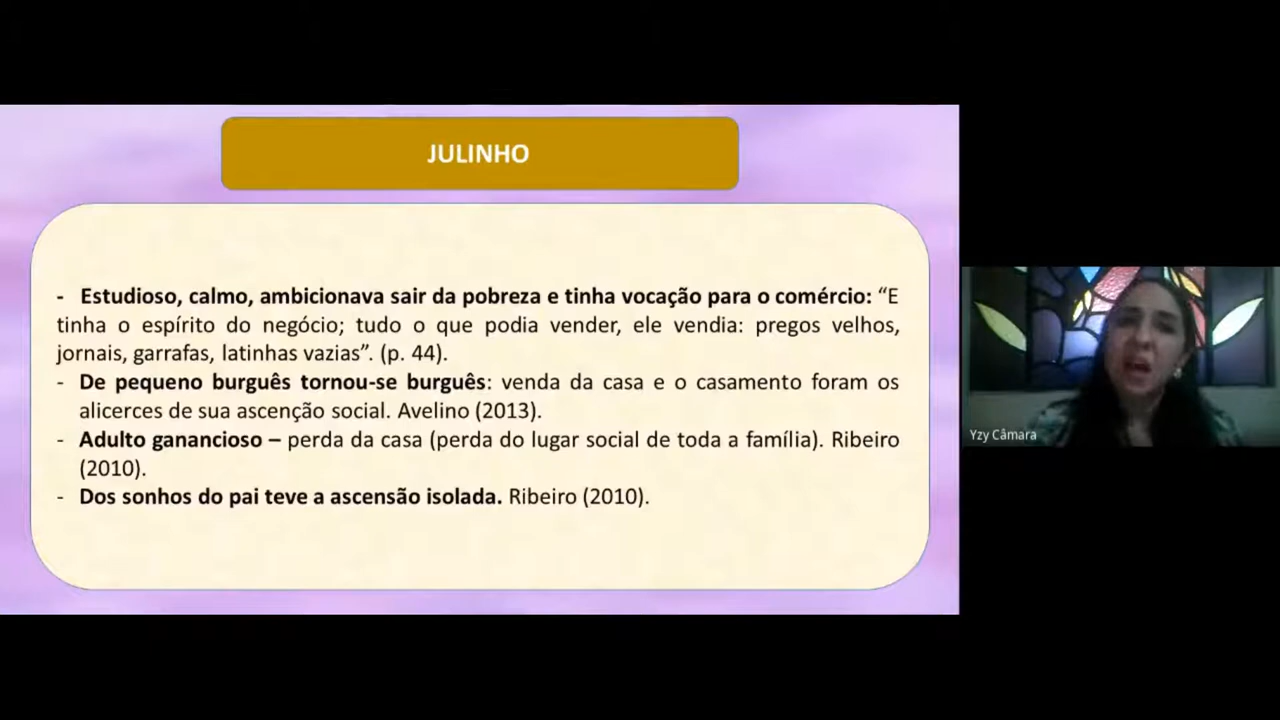 JULINHO
- Estudioso, calmo, ambicionava sair da pobreza e tinha vocação para o comércio: “E
tinha o espírito do negócio; tudo o que podia vender, ele vendia: pregos velhos,
jornais, garrafas, latinhas vazias”. (p. 44).
- De pequeno burguês tornou-se burguês: venda da casa e o casamento foram os
alicerces de sua ascenção social. Avelino (2013).
- Adulto ganancioso – perda da casa (perda do lugar social de toda a família). Ribeiro
(2010).
- Dos sonhos do pai teve a ascensão isolada. Ribeiro (2010).
Yzy Câmara